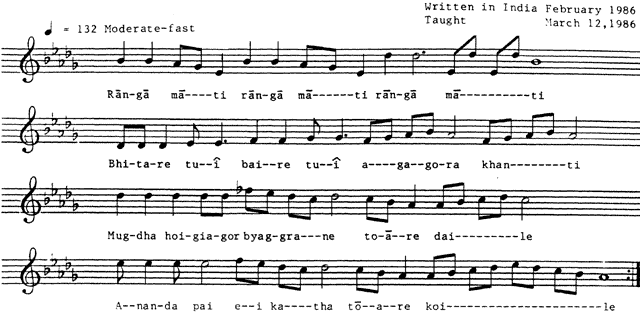 Written in India February 1986
Taught March 12,1986
♩ = 132 Moderate-fast
Rān-gā mā----ti rān-gā mā------ti rān-gā mā----------ti
Bhi-ta-re tu--î bai--re tu--î a----ga-gora khan-------ti
Mug-dha hoi-gia-gor byag-gra---ne to-ā-re dai---------le
A--nan-da pai e--i ka--tha tō--a-re koi---------------------le